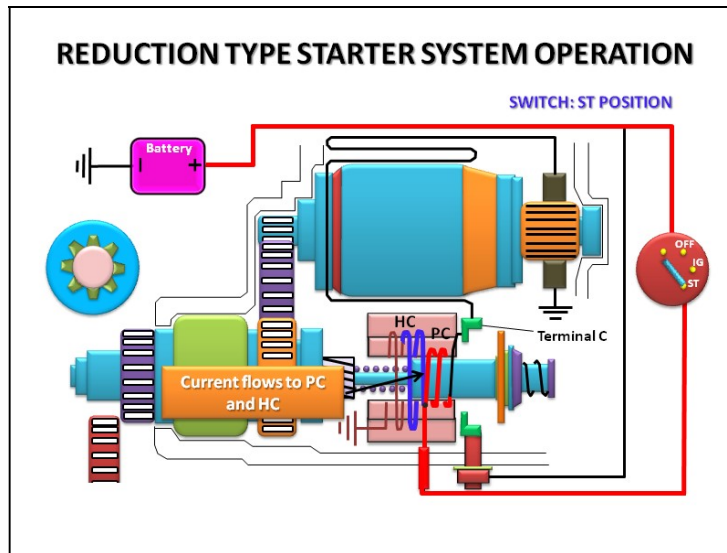 REDUCTION TYPE STARTER SYSTEM OPERATION
SWITCH: ST POSITION
Battery
- +
OFF
IG
ST
HC
PC
Terminal C
Current flows to PC
and HC